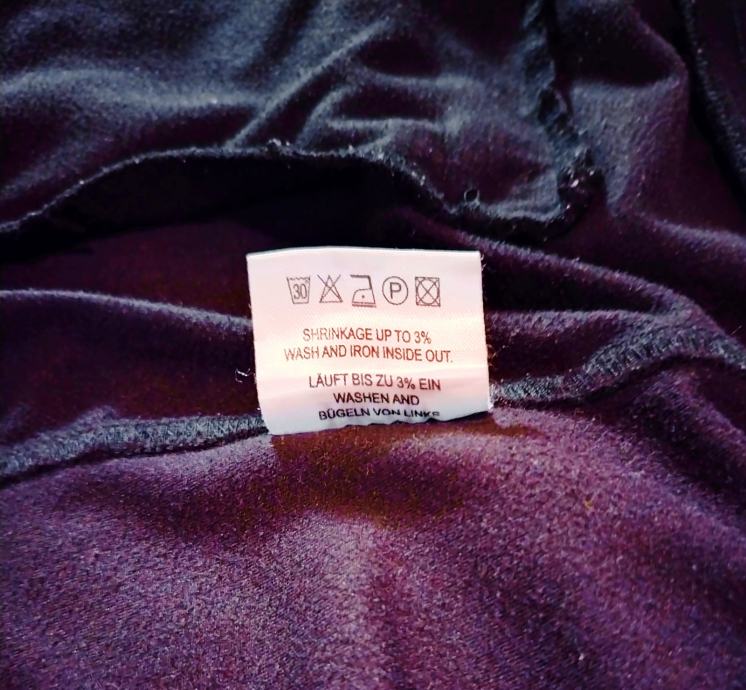 30 P
SHRINKAGE UP TO 3%
WASH AND IRON INSIDE OUT.
LÄUFT BIS ZU 3% EIN
WASHEN AND
BÜGELN VON LINKS